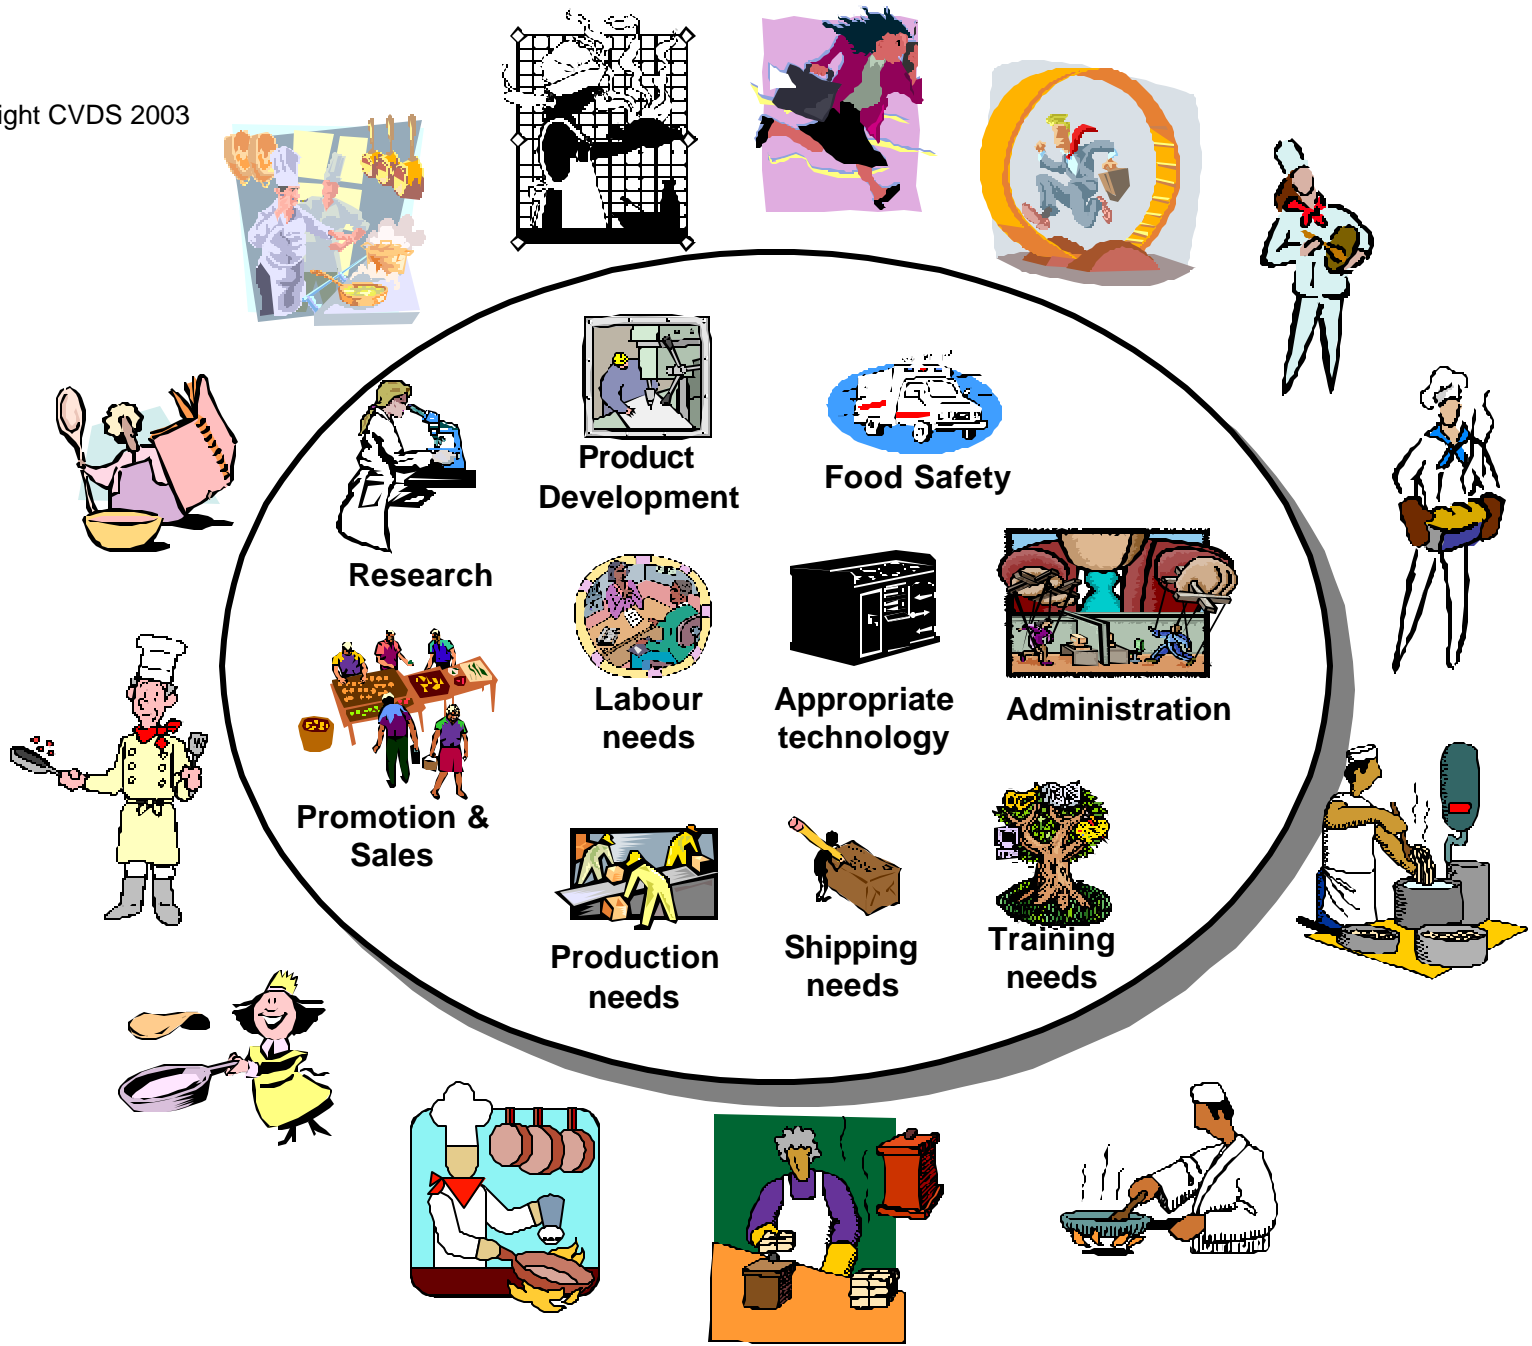 ight CVDS 2003
Product
Development
Food Safety
Research
Labour
needs
Appropriate
technology
Administration
Promotion &
Sales
Production
needs
Shipping
needs
Training
needs